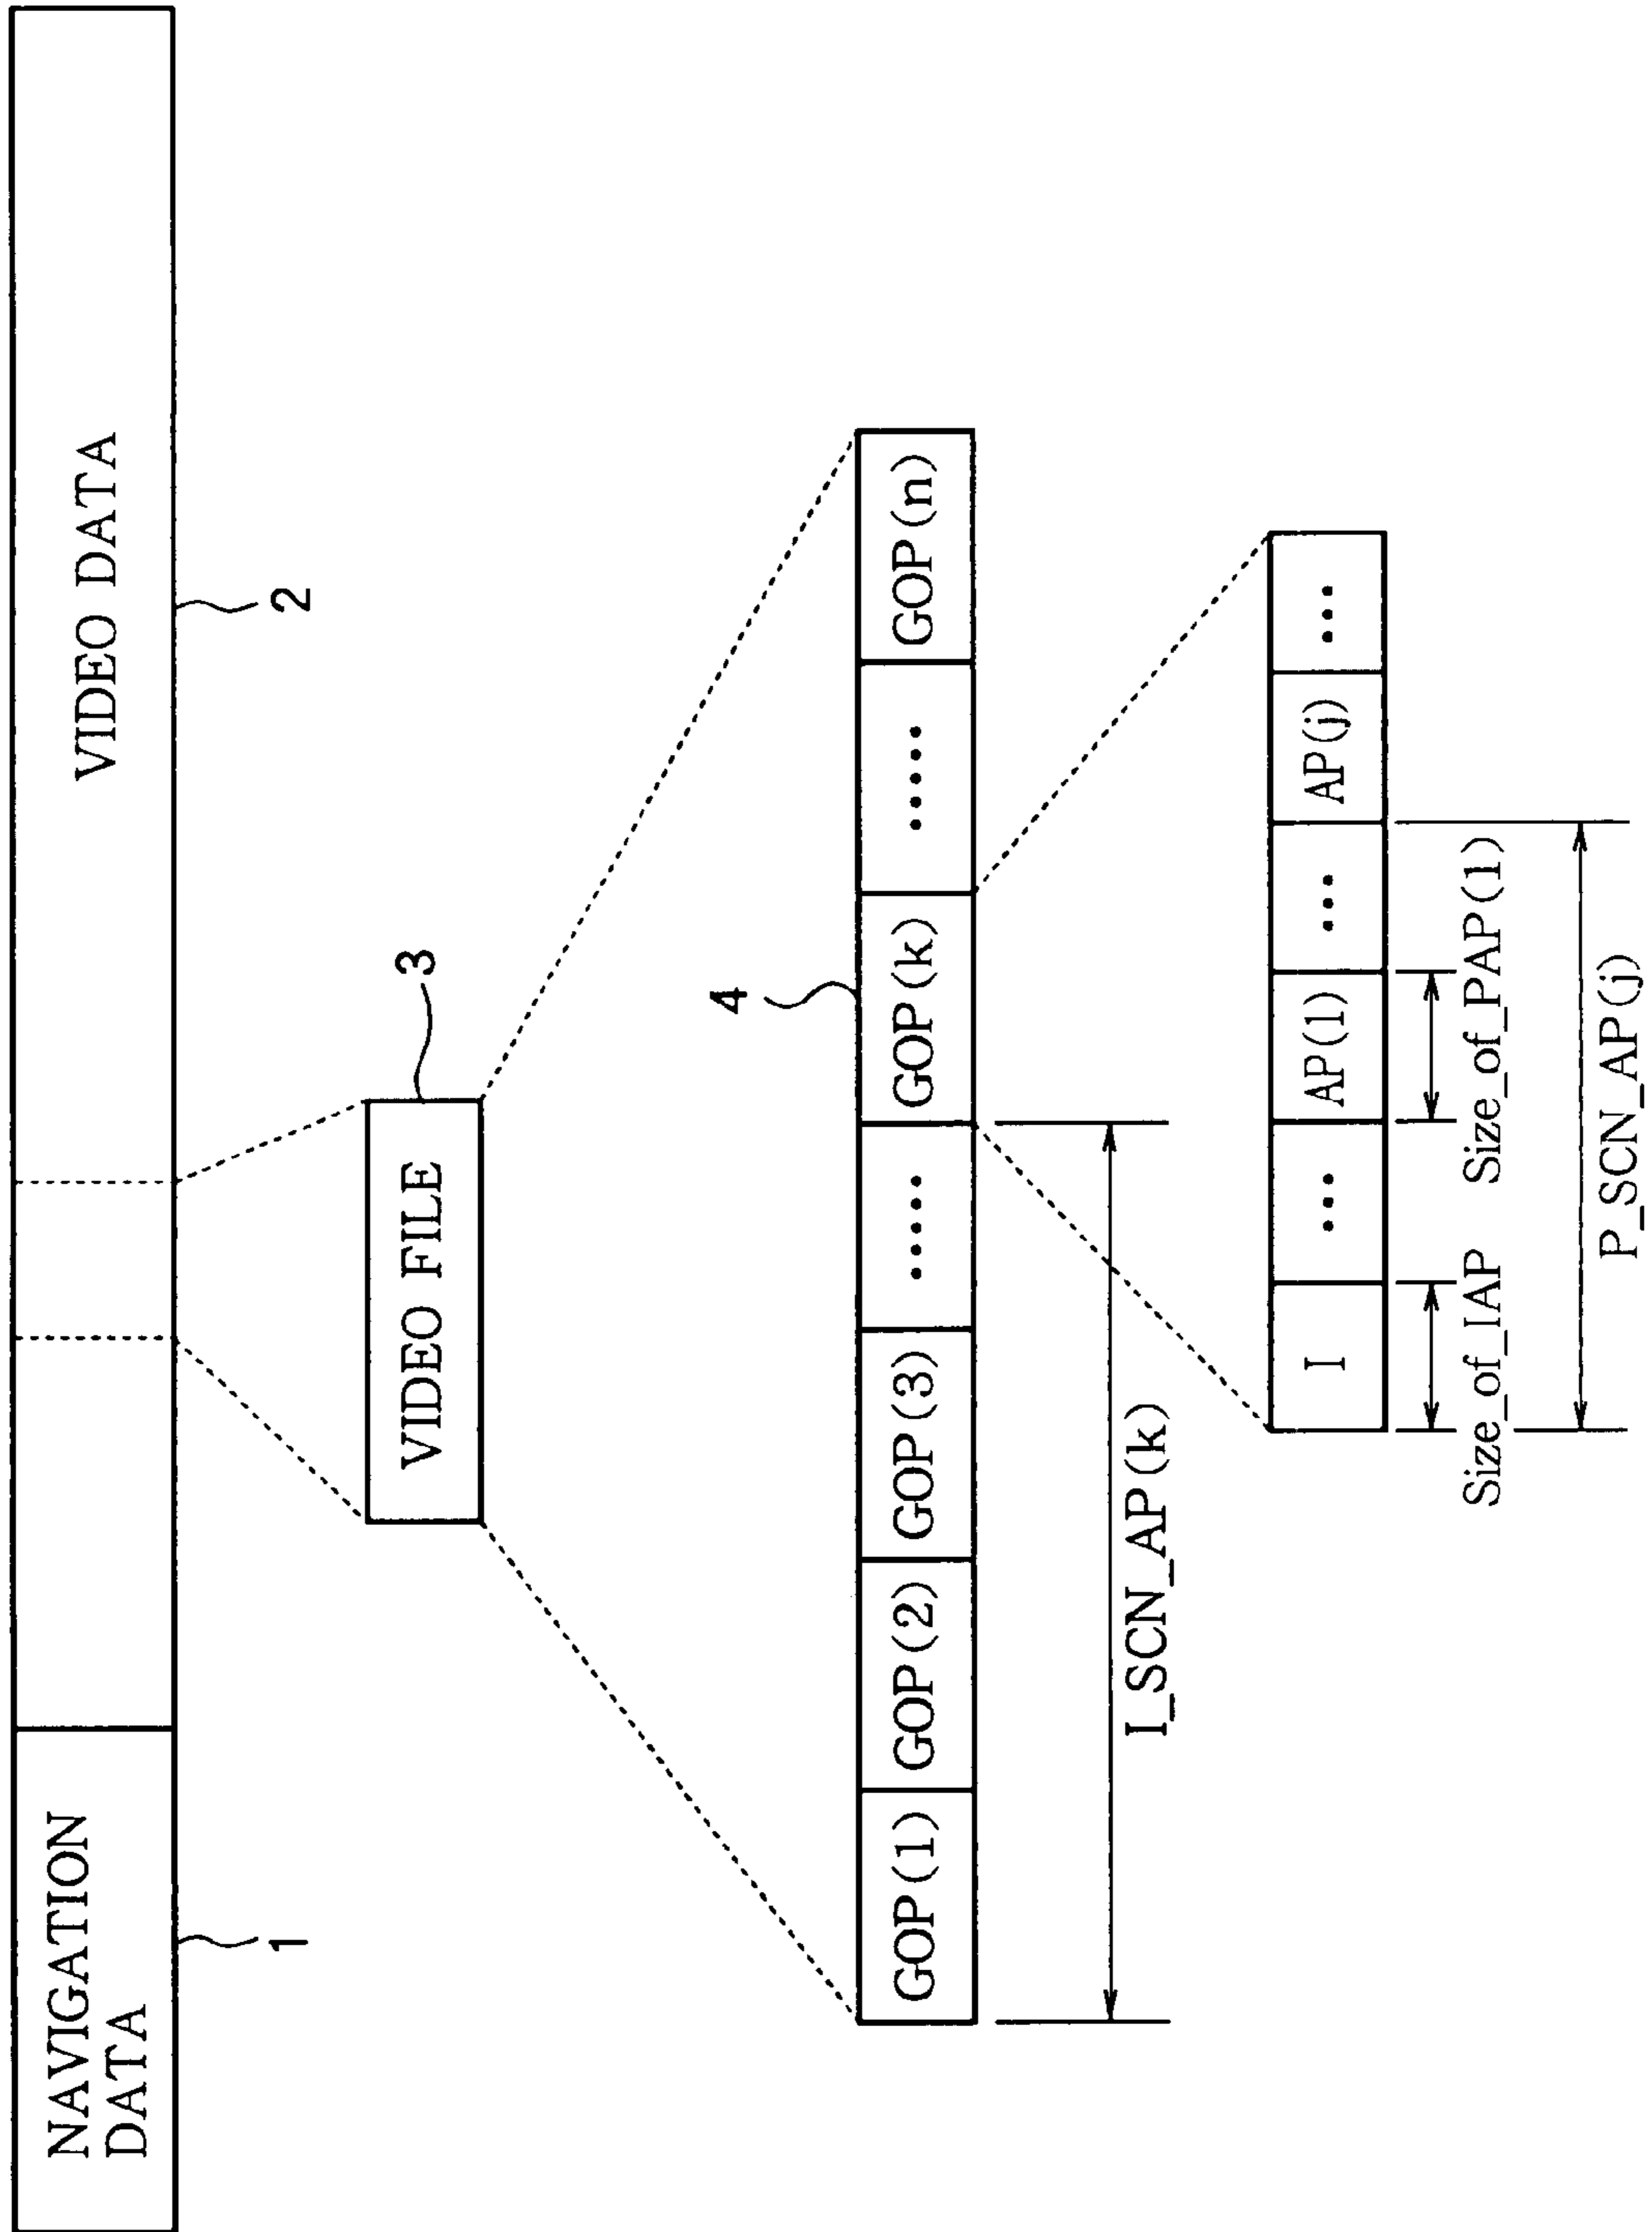 NAVIGATION
DATA
VIDEO DATA
1
2
VIDEO FILE
3
4
GOP(1)
GOP(2)
GOP(3)
.....
GOP(k)
.....
GOP(n)
I_SCN_AP(k)
I
...
AP(1)
...
AP(j)
...
Size_of_IAP
Size_of_PAP(1)
P_SCN_AP(j)